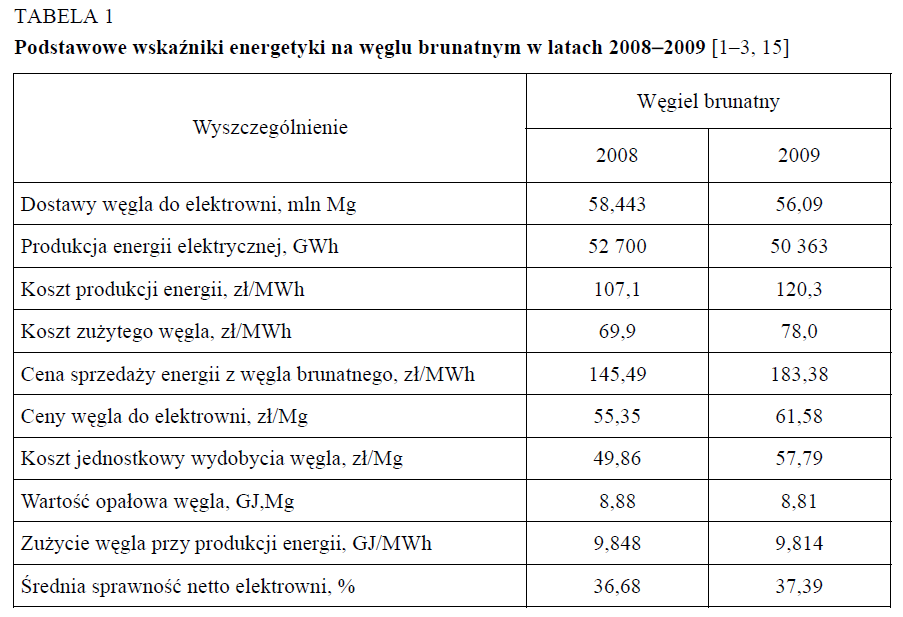 TABELA 1
Podstawowe wskaźniki energetyki na węglu brunatnym w latach 2008–2009 [1–3, 15]
Wyszczególnienie
Węgiel brunatny
2008 2009
Dostawy węgla do elektrowni, mln Mg 58,443 56,09
Produkcja energii elektrycznej, GWh 52 700 50 363
Koszt produkcji energii, zł/MWh 107,1 120,3
Koszt zużytego węgla, zł/MWh 69,9 78,0
Cena sprzedaży energii z węgla brunatnego, zł/MWh 145,49 183,38
Ceny węgla do elektrowni, zł/Mg 55,35 61,58
Koszt jednostkowy wydobycia węgla, zł/Mg 49,86 57,79
Wartość opałowa węgla, GJ,Mg 8,88 8,81
Zużycie węgla przy produkcji energii, GJ/MWh 9,848 9,814
Średnia sprawność netto elektrowni, % 36,68 37,39